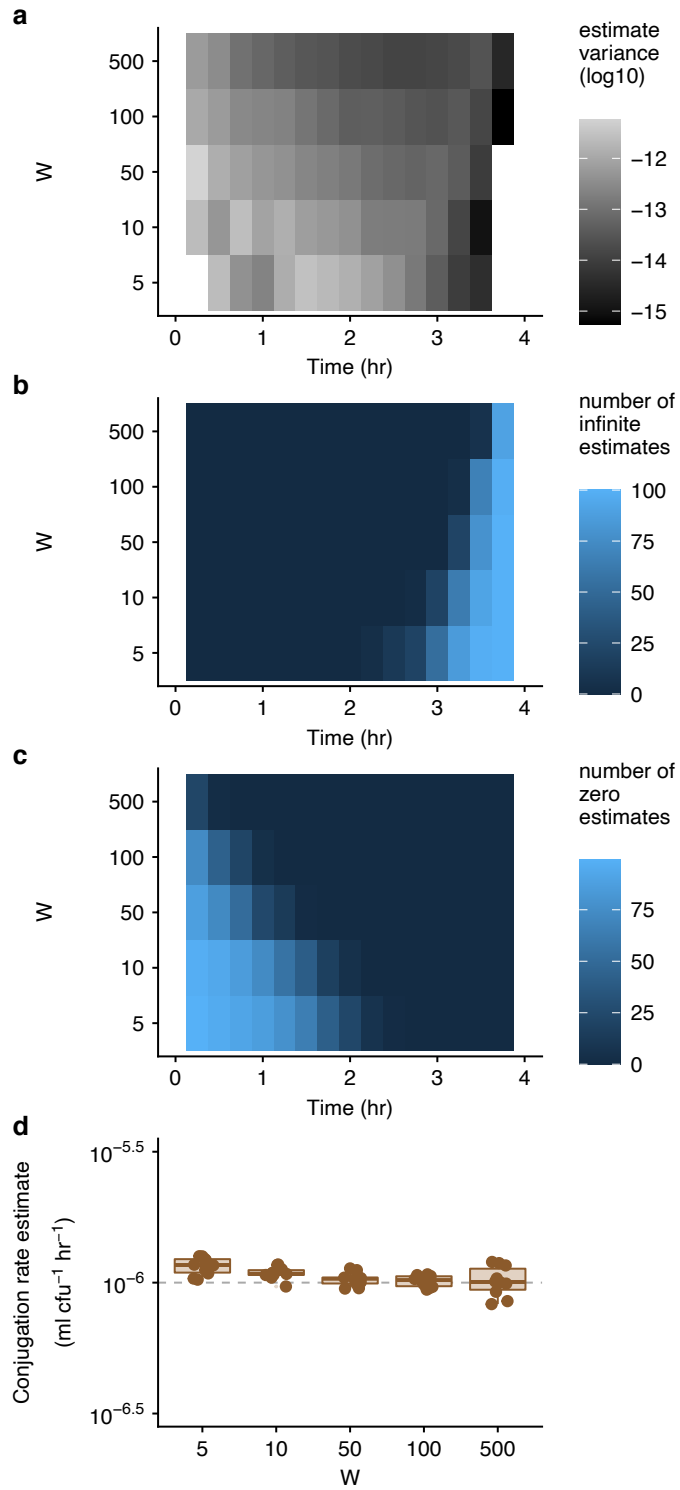 a
estimate
variance
(log10)
500
100
50
10
5
W
−12
−13
−14
−15
0 1 2 3 4
Time (hr)
b
number of
infinite
estimates
500
100
50
10
5
W
100
75
50
25
0
0 1 2 3 4
Time (hr)
c
number of
zero
estimates
500
100
50
10
5
W
75
50
25
0
0 1 2 3 4
Time (hr)
d
Conjugation rate estimate
(ml cfu⁻¹ hr⁻¹)
10⁻⁵·⁵
10⁻⁶
10⁻⁶·⁵
5 10 50 100 500
W